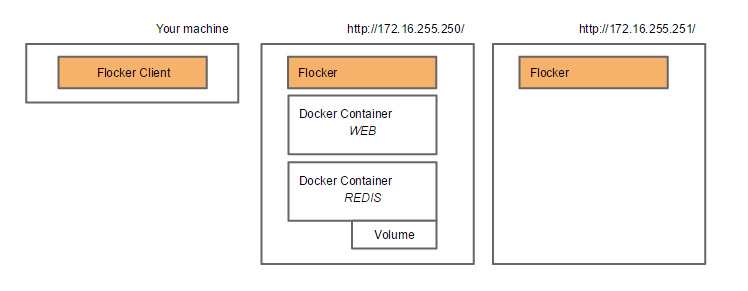 Your machine
http://172.16.255.250/
http://172.16.255.251/
Flocker Client
Flocker
Flocker
Docker Container
WEB
Docker Container
REDIS
Volume